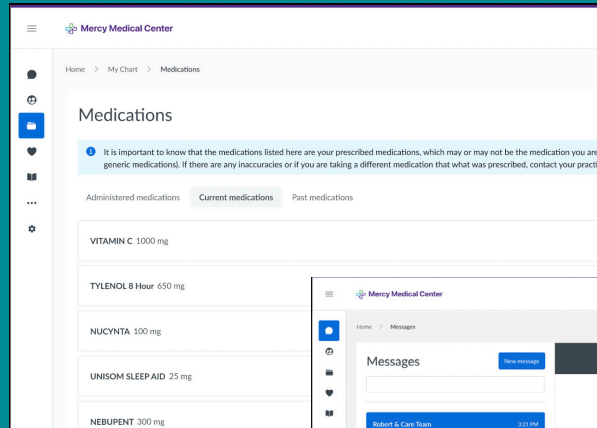 Mercy Medical Center
Home > My Chart > Medications
Medications
It is important to know that the medications listed here are your prescribed medications, which may or may not be the medication you are
generic medications). If there are any inaccuracies or if you are taking a different medication that what was prescribed, contact your practi
Administered medications Current medications Past medications
VITAMIN C 1000 mg
TYLENOL 8 Hour 650 mg
NUCYNTA 100 mg
UNISOM SLEEP AID 25 mg
NEBUPENT 300 mg
Mercy Medical Center
Home > Messages
Messages
New message
Robert & Care Team 3:21 PM